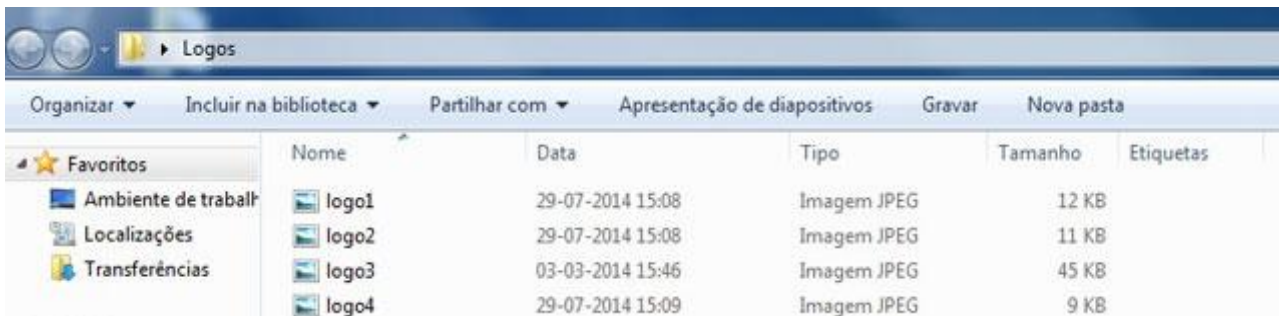 Logos
Organizar Incluir na biblioteca Partilhar com Apresentação de diapositivos Gravar Nova pasta
Favoritos Nome Data Tipo Tamanho Etiquetas
Ambiente de trabalh logo1 29-07-2014 15:08 Imagem JPEG 12 KB
Localizações logo2 29-07-2014 15:08 Imagem JPEG 11 KB
Transferências logo3 03-03-2014 15:46 Imagem JPEG 45 KB
logo4 29-07-2014 15:09 Imagem JPEG 9 KB